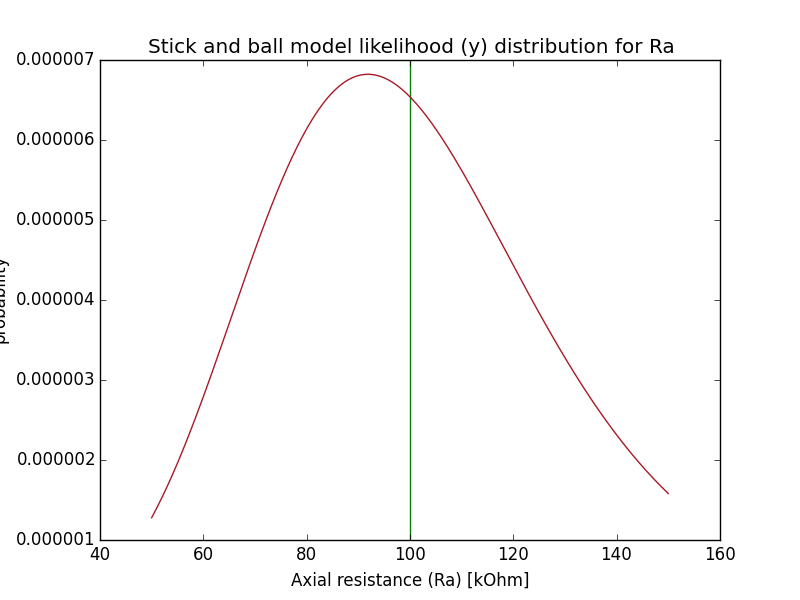 Stick and ball model likelihood (y) distribution for Ra
0.000007
0.000006
0.000005
0.000004
0.000003
0.000002
0.000001
probability
40 60 80 100 120 140 160
Axial resistance (Ra) [kOhm]